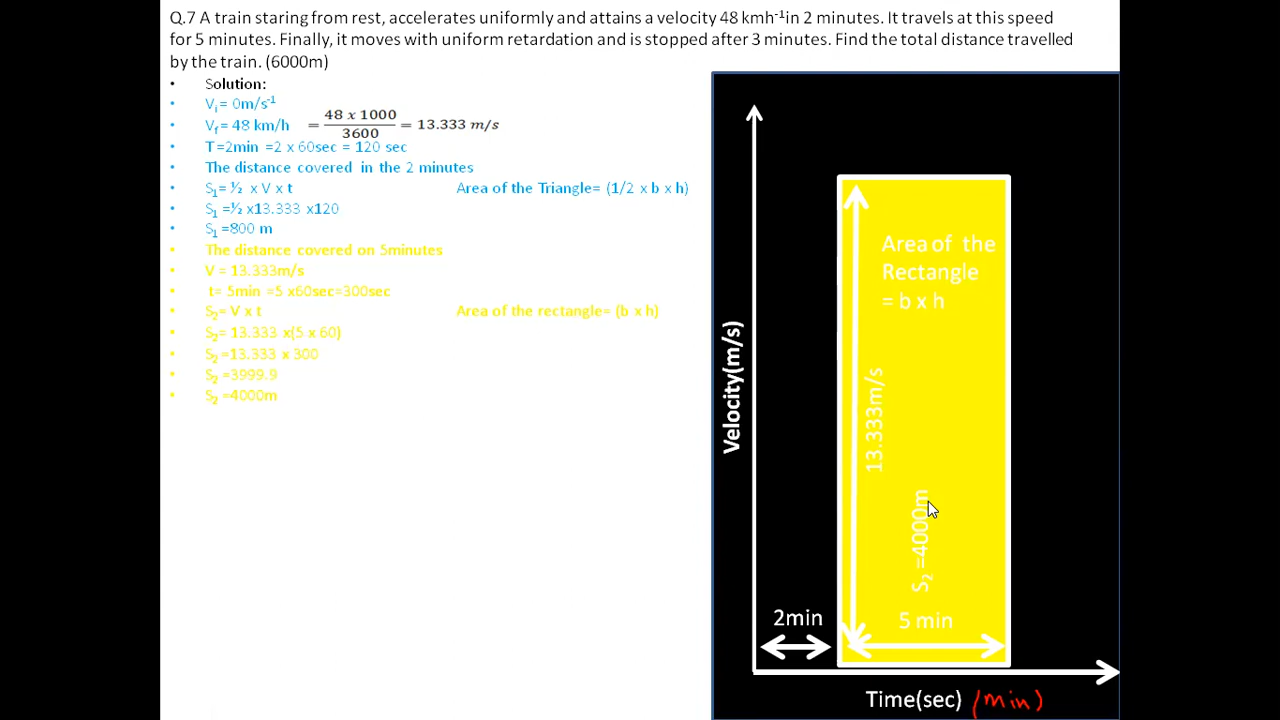 Q.7 A train staring from rest, accelerates uniformly and attains a velocity 48 kmh⁻¹in 2 minutes. It travels at this speed
for 5 minutes. Finally, it moves with uniform retardation and is stopped after 3 minutes. Find the total distance travelled
by the train. (6000m)
• Solution:
• Vᵢ= 0m/s⁻¹
• V_f= 48 km/h = (48 x 1000)/3600 = 13.333 m/s
• T=2min =2 x 60sec = 120 sec
• The distance covered in the 2 minutes
• S₁= ½ x V x t Area of the Triangle= (1/2 x b x h)
• S₁ =½ x13.333 x120
• S₁ =800 m
• The distance covered on 5minutes
• V = 13.333m/s
• t= 5min =5 x60sec=300sec
• S₂= V x t Area of the rectangle= (b x h)
• S₂= 13.333 x(5 x 60)
• S₂ =13.333 x 300
• S₂ =3999.9
• S₂ =4000m
Velocity(m/s)
Area of the
Rectangle
= b x h
13.333m/s
S₂ =4000m
2min
5 min
Time(sec) (min)